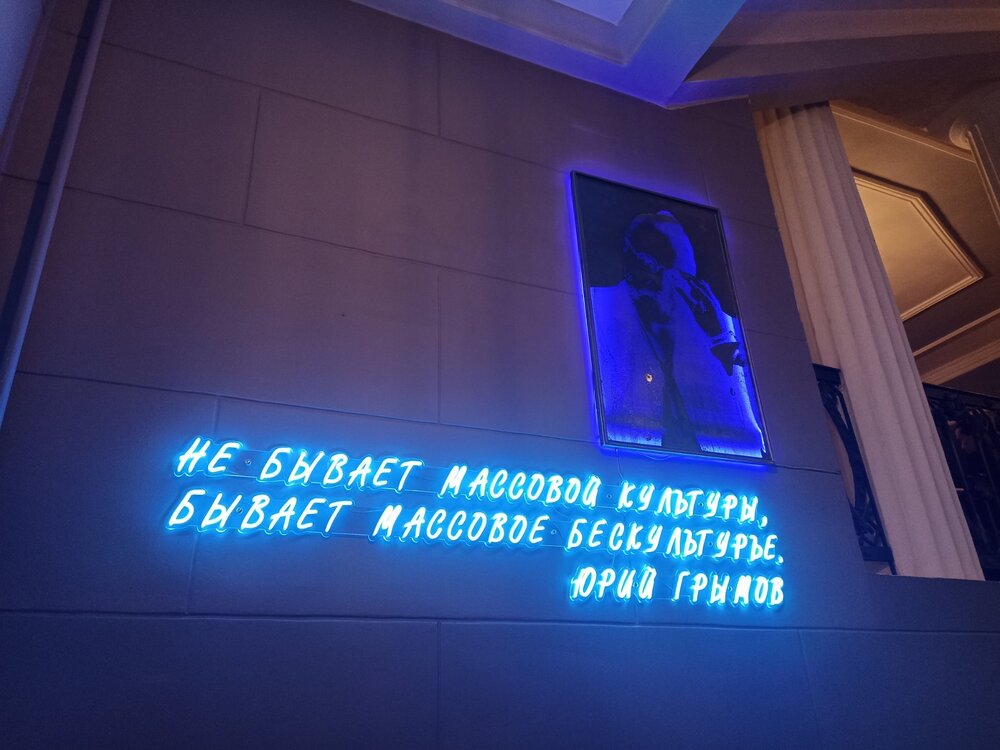 НЕ БЫВАЕТ МАССОВОЙ КУЛЬТУРЫ,
БЫВАЕТ МАССОВОЕ БЕСКУЛЬТУРЬЕ.
ЮРИЙ ГРЫМОВ